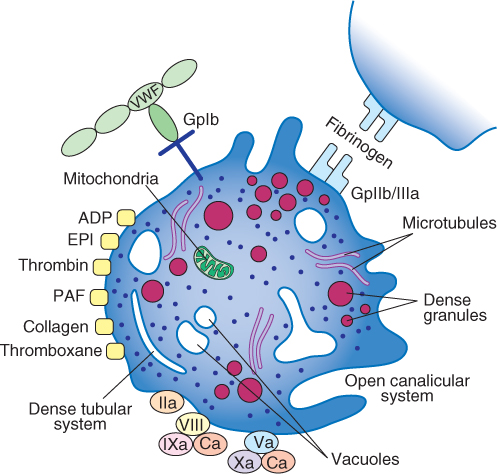 VWF
GpIb
Fibrinogen
Mitochondria
GpIIb/IIIa
ADP
EPI
Thrombin
PAF
Collagen
Thromboxane
Microtubules
Dense
granules
Open canalicular
system
Dense tubular
system
IIa
VIII
IXa
Ca
Va
Xa
Ca
Vacuoles